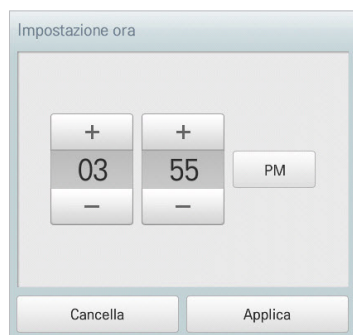 Impostazione ora
+ +
03 55 PM
− −
Cancella Applica